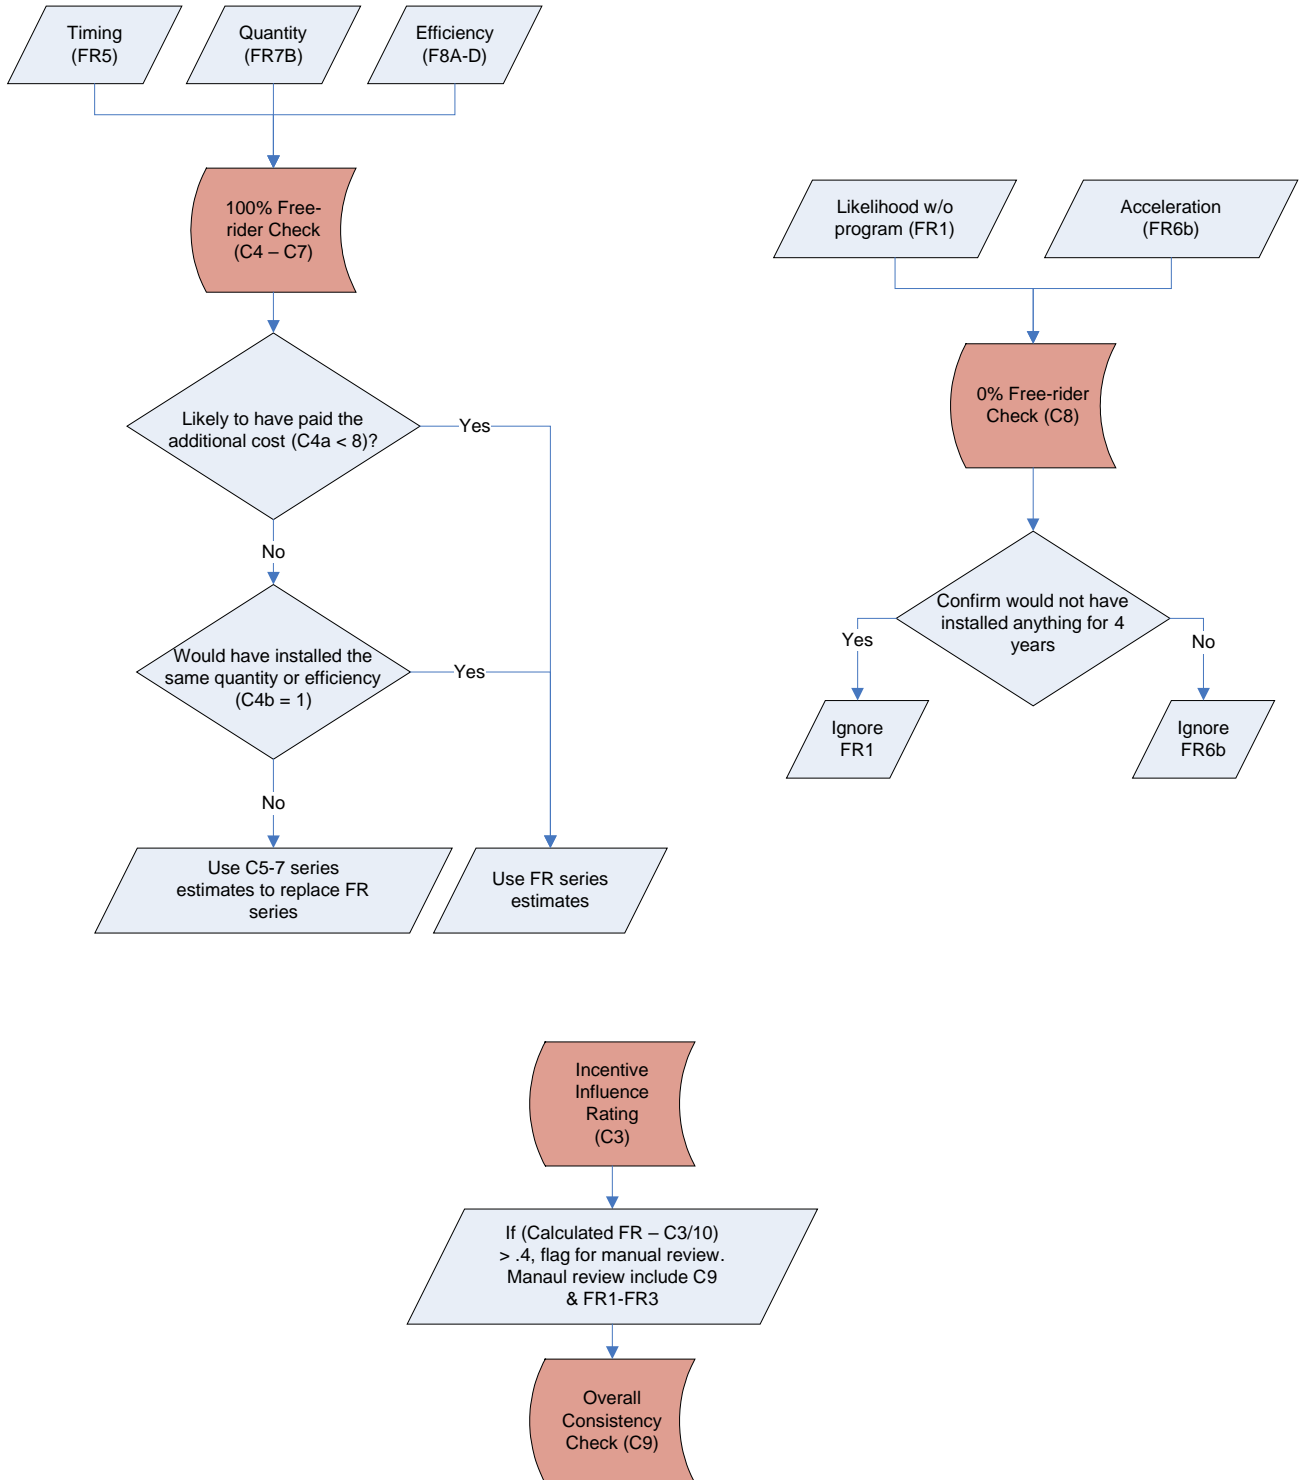 Timing
(FR5)
Quantity
(FR7B)
Efficiency
(F8A-D)
100% Free-
rider Check
(C4 – C7)
Likely to have paid the
additional cost (C4a < 8)?
Yes
No
Would have installed the
same quantity or efficiency
(C4b = 1)
Yes
No
Use C5-7 series
estimates to replace FR
series
Use FR series
estimates
Likelihood w/o
program (FR1)
Acceleration
(FR6b)
0% Free-rider
Check (C8)
Confirm would not have
installed anything for 4
years
Yes
No
Ignore
FR1
Ignore
FR6b
Incentive
Influence
Rating
(C3)
If (Calculated FR – C3/10)
> .4, flag for manual review.
Manaul review include C9
& FR1-FR3
Overall
Consistency
Check (C9)